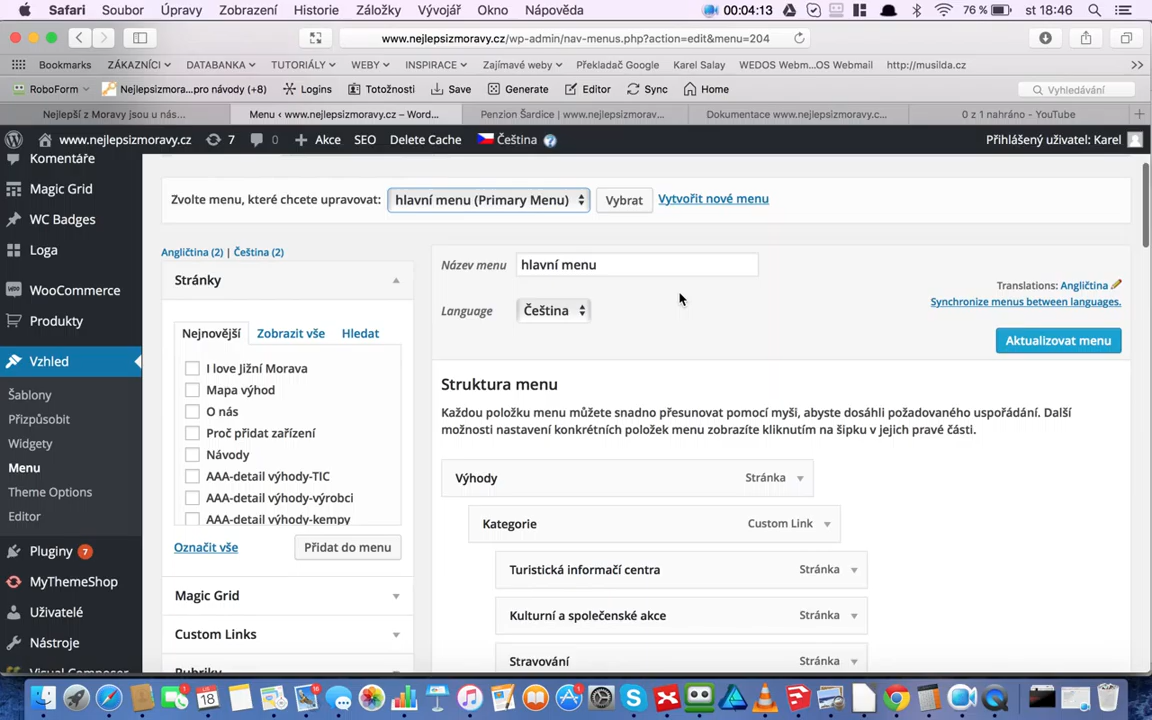 Safari Soubor Úpravy Zobrazení Historie Záložky Vývojář Okno Nápověda 00:04:13 76 % st 18:46
www.nejlepsizmoravy.cz/wp-admin/nav-menus.php?action=edit&menu=204
Bookmarks ZÁKAZNÍCI DATABANKA TUTORIÁLY WEBY INSPIRACE Zajímavé weby Překladač Google Karel Salay WEDOS Webm...OS Webmail http://musilda.cz
RoboForm Nejlepsizmora...pro návody (+8) Logins Totožnosti Save Generate Editor Sync Home Vyhledávání
Nejlepší z Moravy jsou u nás... Menu ‹ www.nejlepsizmoravy.cz – Word... Penzion Šardice | www.nejlepsizmorav... Dokumentace www.nejlepsizmoravy.c... 0 z 1 nahráno - YouTube
www.nejlepsizmoravy.cz 7 0 Akce SEO Delete Cache Čeština Přihlášený uživatel: Karel
Komentáře
Magic Grid
WC Badges
Loga
WooCommerce
Produkty
Vzhled
Šablony
Přizpůsobit
Widgety
Menu
Theme Options
Editor
Pluginy 7
MyThemeShop
Uživatelé
Nástroje
Visual Composer
Zvolte menu, které chcete upravovat: hlavní menu (Primary Menu) Vybrat Vytvořit nové menu
Angličtina (2) | Čeština (2)
Stránky
Nejnovější Zobrazit vše Hledat
I love Jižní Morava
Mapa výhod
O nás
Proč přidat zařízení
Návody
AAA-detail výhody-TIC
AAA-detail výhody-výrobci
AAA-detail výhody-kempy
Označit vše Přidat do menu
Magic Grid
Custom Links
Rubriky
Název menu hlavní menu
Language Čeština
Translations: Angličtina
Synchronize menus between languages.
Aktualizovat menu
Struktura menu
Každou položku menu můžete snadno přesunovat pomocí myši, abyste dosáhli požadovaného uspořádání. Další
možnosti nastavení konkrétních položek menu zobrazíte kliknutím na šipku v jejich pravé části.
Výhody Stránka
Kategorie Custom Link
Turistická informačí centra Stránka
Kulturní a společenské akce Stránka
Stravování Stránka